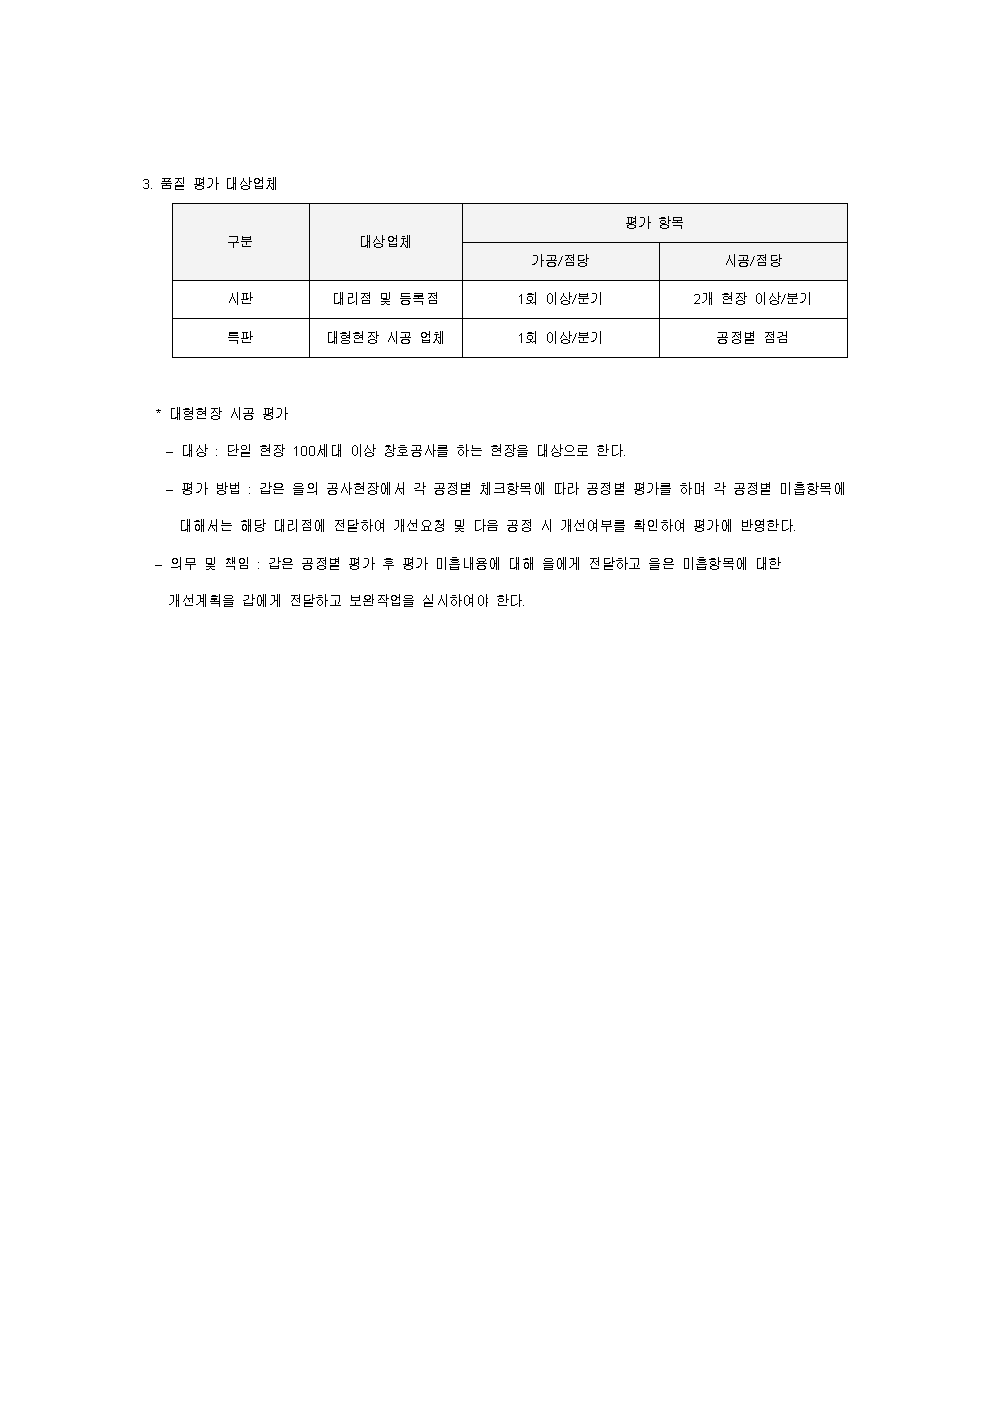 3. 품질 평가 대상업체
구분 대상업체 평가 항목
가공/점당 시공/점당
시판 대리점 및 등록점 1회 이상/분기 2개 현장 이상/분기
특판 대형현장 시공 업체 1회 이상/분기 공정별 점검
* 대형현장 시공 평가
– 대상 : 단일 현장 100세대 이상 창호공사를 하는 현장을 대상으로 한다.
– 평가 방법 : 갑은 을의 공사현장에서 각 공정별 체크항목에 따라 공정별 평가를 하며 각 공정별 미흡항목에
대해서는 해당 대리점에 전달하여 개선요청 및 다음 공정 시 개선여부를 확인하여 평가에 반영한다.
– 의무 및 책임 : 갑은 공정별 평가 후 평가 미흡내용에 대해 을에게 전달하고 을은 미흡항목에 대한
개선계획을 갑에게 전달하고 보완작업을 실시하여야 한다.